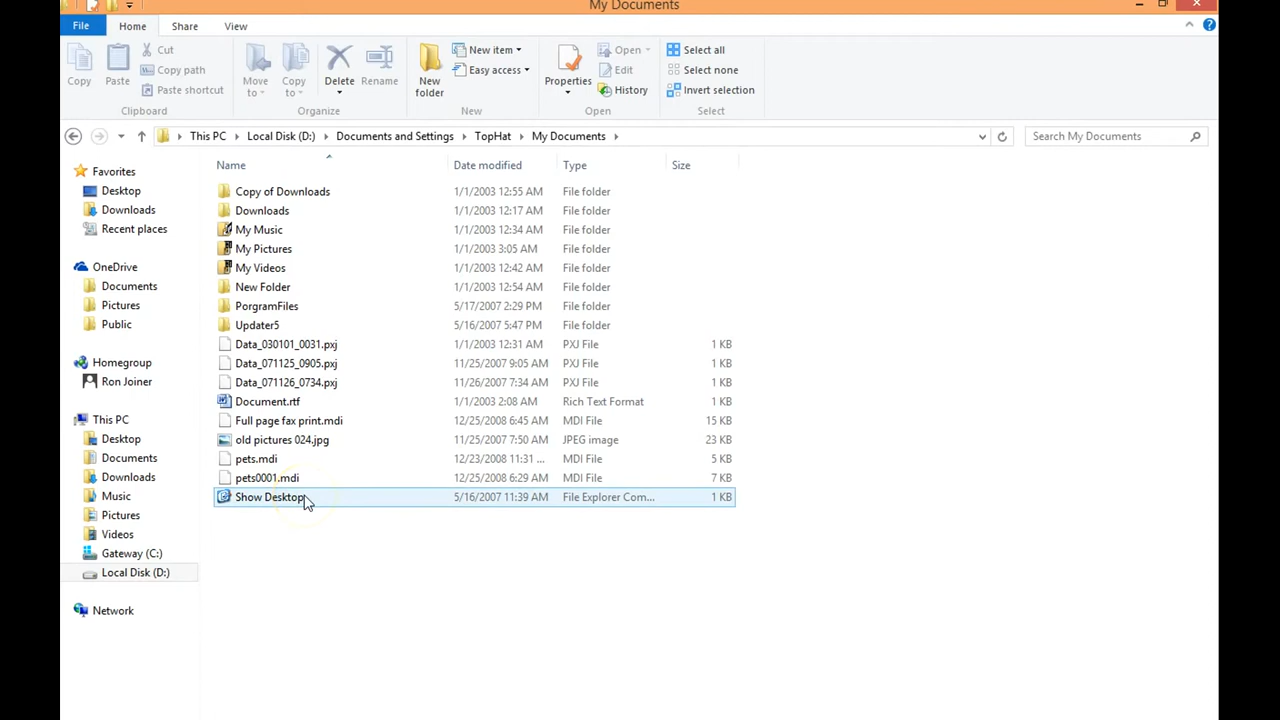 My Documents
File Home Share View
Copy Paste Cut Copy path Paste shortcut Move to Copy to Delete Rename New folder New item Easy access Properties Open Edit History Select all Select none Invert selection
Clipboard Organize New Open Select
This PC Local Disk (D:) Documents and Settings TopHat My Documents Search My Documents
Favorites
Desktop
Downloads
Recent places
OneDrive
Documents
Pictures
Public
Homegroup
Ron Joiner
This PC
Desktop
Documents
Downloads
Music
Pictures
Videos
Gateway (C:)
Local Disk (D:)
Network
Name Date modified Type Size
Copy of Downloads 1/1/2003 12:55 AM File folder
Downloads 1/1/2003 12:17 AM File folder
My Music 1/1/2003 12:34 AM File folder
My Pictures 1/1/2003 3:05 AM File folder
My Videos 1/1/2003 12:42 AM File folder
New Folder 1/1/2003 12:54 AM File folder
PorgramFiles 5/17/2007 2:29 PM File folder
Updater5 5/16/2007 5:47 PM File folder
Data_030101_0031.pxj 1/1/2003 12:31 AM PXJ File 1 KB
Data_071125_0905.pxj 11/25/2007 9:05 AM PXJ File 1 KB
Data_071126_0734.pxj 11/26/2007 7:34 AM PXJ File 1 KB
Document.rtf 1/1/2003 2:08 AM Rich Text Format 1 KB
Full page fax print.mdi 12/25/2008 6:45 AM MDI File 15 KB
old pictures 024.jpg 11/25/2007 7:50 AM JPEG image 23 KB
pets.mdi 12/23/2008 11:31 ... MDI File 5 KB
pets0001.mdi 12/25/2008 6:29 AM MDI File 7 KB
Show Desktop 5/16/2007 11:39 AM File Explorer Com... 1 KB